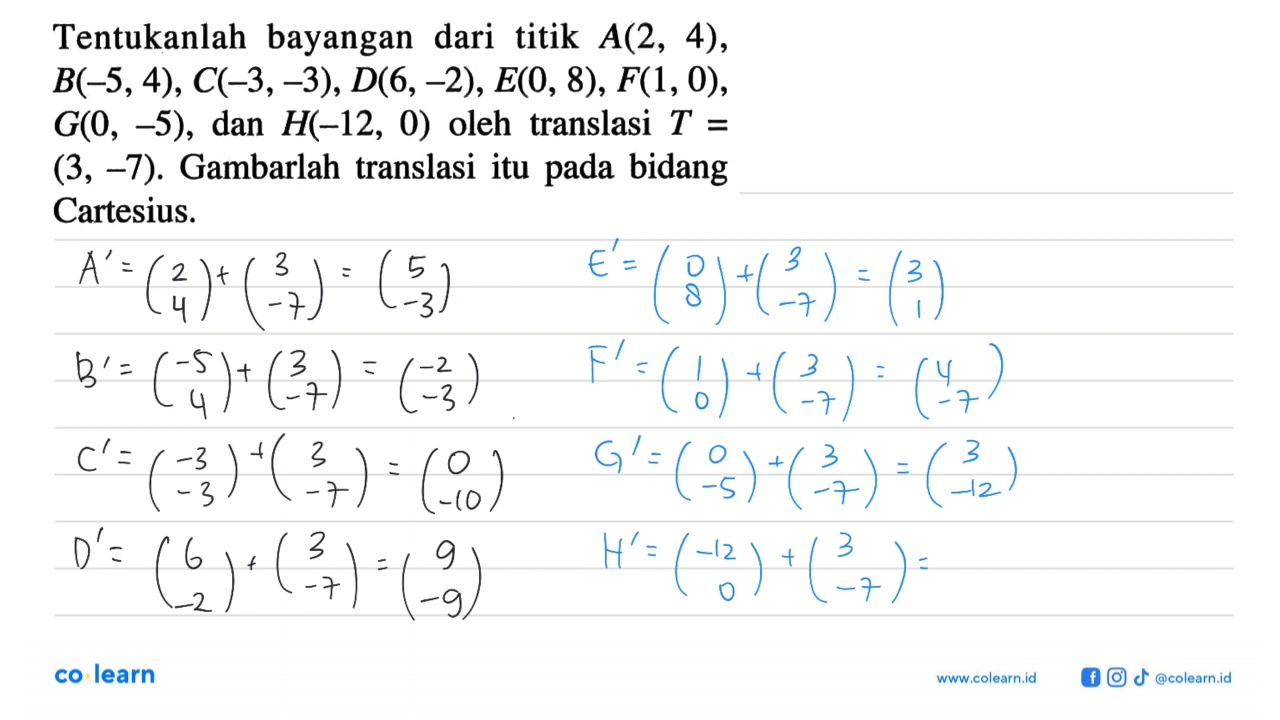 Tentukanlah bayangan dari titik A(2, 4),
B(–5, 4), C(–3, –3), D(6, –2), E(0, 8), F(1, 0),
G(0, –5), dan H(–12, 0) oleh translasi T =
(3, –7). Gambarlah translasi itu pada bidang
Cartesius.
A' = (2 4) + (3 -7) = (5 -3)
B' = (-5 4) + (3 -7) = (-2 -3)
C' = (-3 -3) + (3 -7) = (0 -10)
D' = (6 -2) + (3 -7) = (9 -9)
E' = (0 8) + (3 -7) = (3 1)
F' = (1 0) + (3 -7) = (4 -7)
G' = (0 -5) + (3 -7) = (3 -12)
H' = (-12 0) + (3 -7) =
co learn
www.colearn.id
@colearn.id